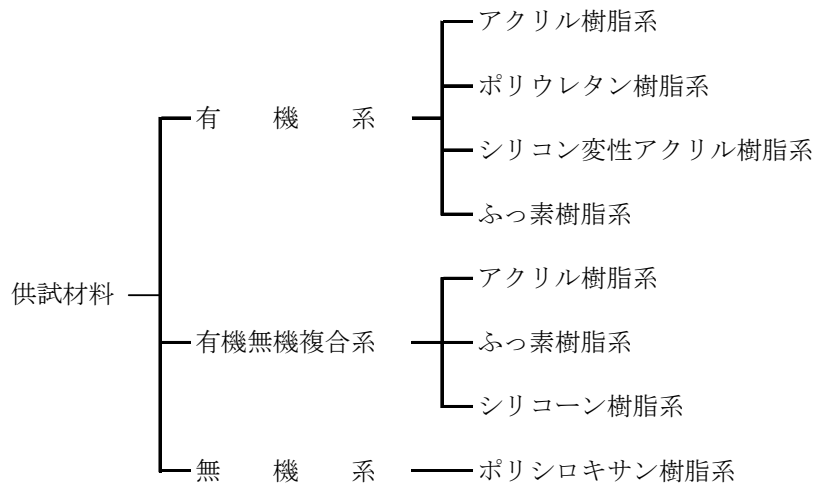 アクリル樹脂系
ポリウレタン樹脂系
有機系
シリコン変性アクリル樹脂系
ふっ素樹脂系
アクリル樹脂系
供試材料
有機無機複合系
ふっ素樹脂系
シリコーン樹脂系
無機系
ポリシロキサン樹脂系